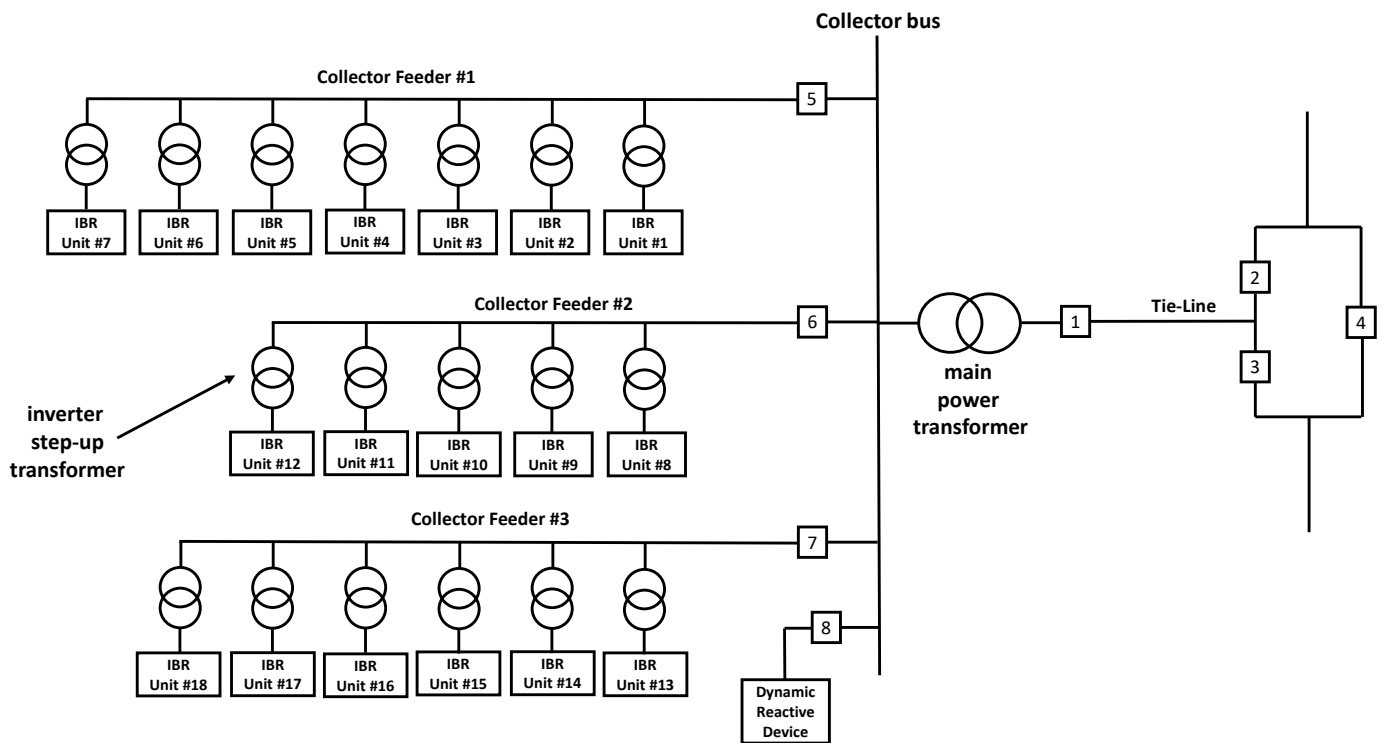 Collector bus
Collector Feeder #1
5
IBR
Unit #7
IBR
Unit #6
IBR
Unit #5
IBR
Unit #4
IBR
Unit #3
IBR
Unit #2
IBR
Unit #1
Collector Feeder #2
6
1
Tie-Line
2
3
4
main
power
transformer
inverter
step-up
transformer
IBR
Unit #12
IBR
Unit #11
IBR
Unit #10
IBR
Unit #9
IBR
Unit #8
Collector Feeder #3
7
8
IBR
Unit #18
IBR
Unit #17
IBR
Unit #16
IBR
Unit #15
IBR
Unit #14
IBR
Unit #13
Dynamic
Reactive
Device